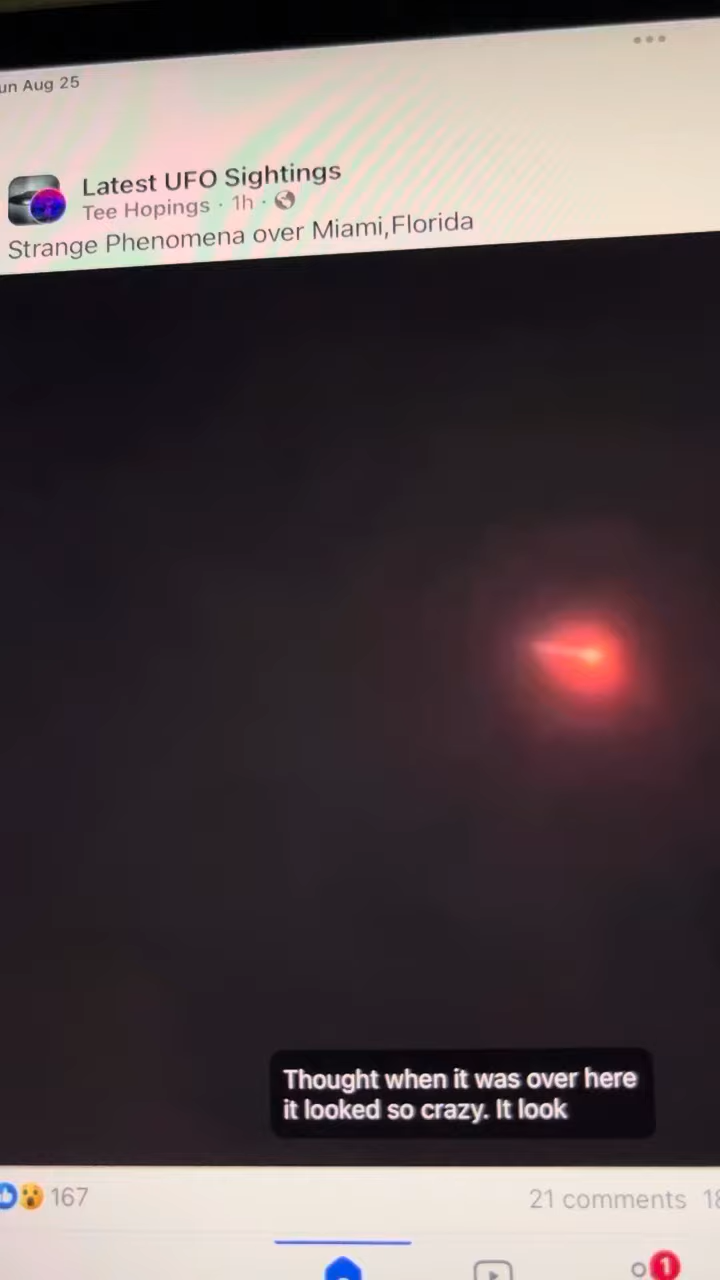 un Aug 25
Latest UFO Sightings
Tee Hopings · 1h ·
Strange Phenomena over Miami,Florida
Thought when it was over here
it looked so crazy. It look
167
21 comments 18
1